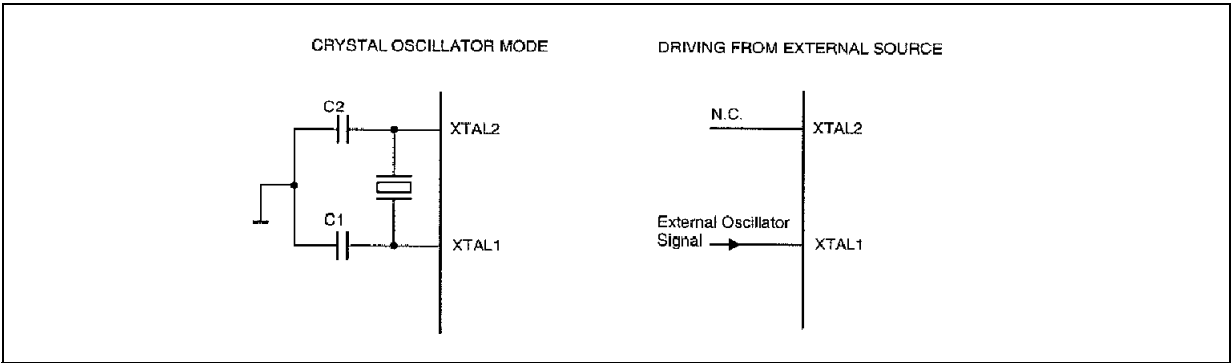 CRYSTAL OSCILLATOR MODE
DRIVING FROM EXTERNAL SOURCE
C2
XTAL2
C1
XTAL1
N.C.
XTAL2
External Oscillator
Signal
XTAL1